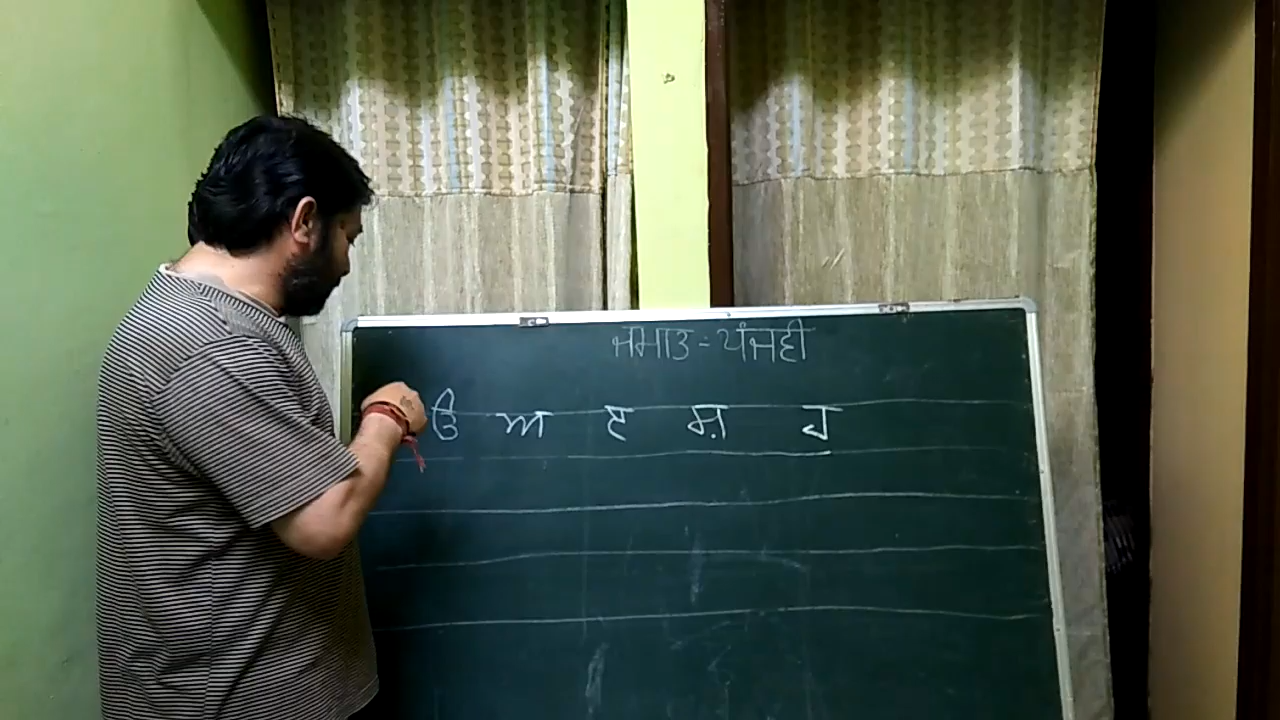 ਜਮਾਤ:- ਪੰਜਵੀ
ੳ ਅ ੲ ਸ ਹ